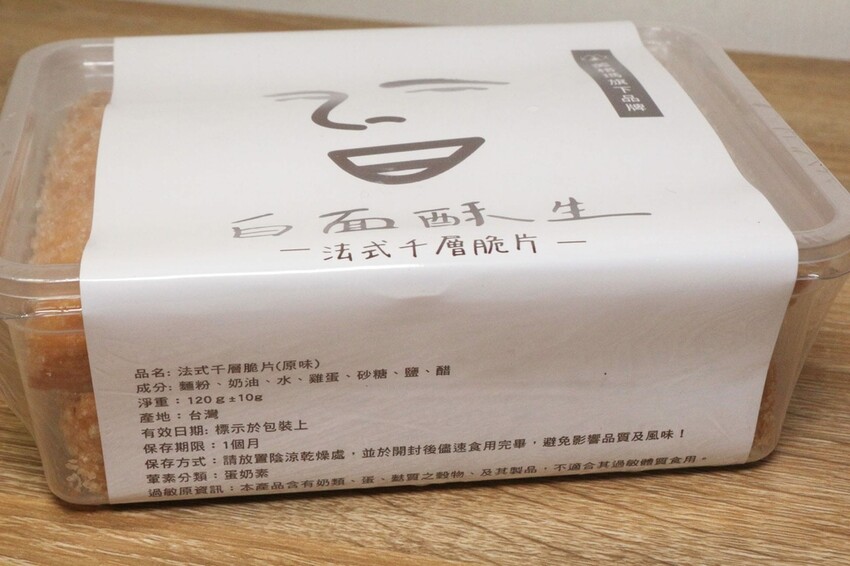 旗下品牌
白面酥生
— 法式千層脆片 —
品名: 法式千層脆片(原味)
成分: 麵粉、奶油、水、雞蛋、砂糖、鹽、醋
淨重：120g±10g
產地：台灣
有效日期: 標示於包裝上
保存期限：1個月
保存方式：請放置陰涼乾燥處，並於開封後儘速食用完畢，避免影響品質及風味！
葷素分類：蛋奶素
過敏原資訊：本產品含有奶類、蛋、麩質之穀物、及其製品，不適合其過敏體質食用。